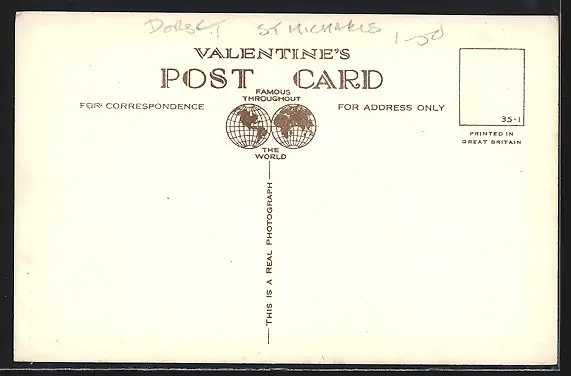 Dorset St Michaels 1-50
VALENTINE'S
POST CARD
FAMOUS
THROUGHOUT
THE
WORLD
FOR CORRESPONDENCE
FOR ADDRESS ONLY
35-1
PRINTED IN
GREAT BRITAIN
THIS IS A REAL PHOTOGRAPH